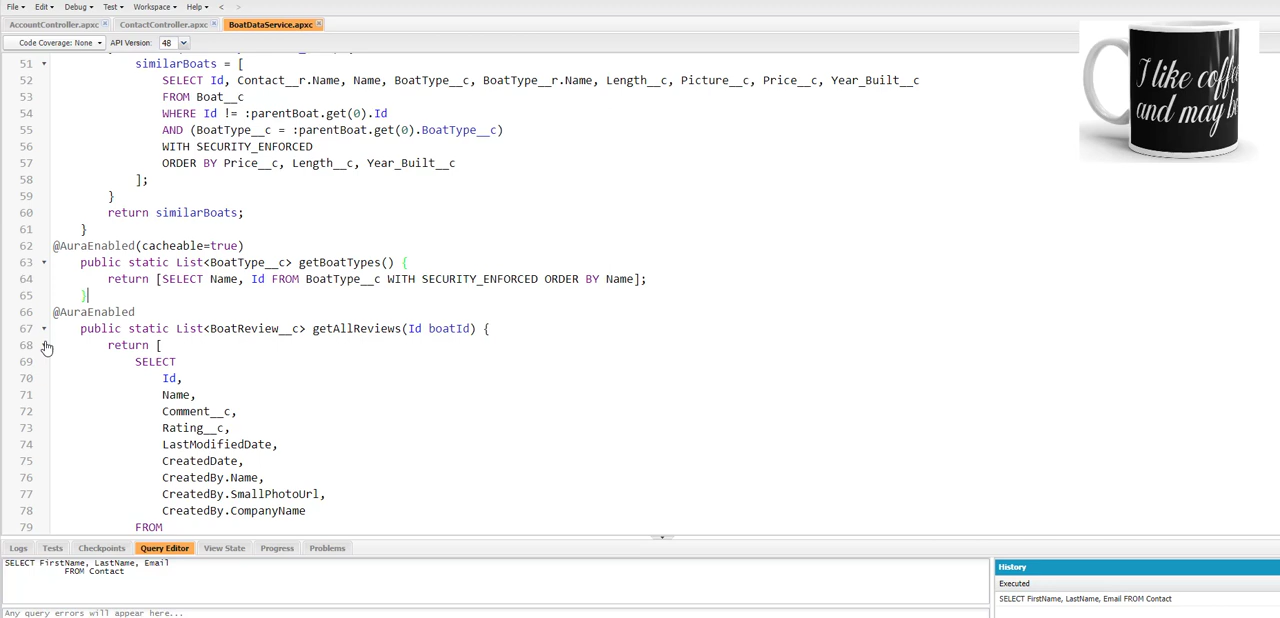 File Edit Debug Test Workspace Help < >
AccountController.apxc ContactController.apxc BoatDataService.apxc
Code Coverage: None API Version: 48
51 similarBoats = [
52 SELECT Id, Contact__r.Name, Name, BoatType__c, BoatType__r.Name, Length__c, Picture__c, Price__c, Year_Built__c
53 FROM Boat__c
54 WHERE Id != :parentBoat.get(0).Id
55 AND (BoatType__c = :parentBoat.get(0).BoatType__c)
56 WITH SECURITY_ENFORCED
57 ORDER BY Price__c, Length__c, Year_Built__c
58 ];
59 }
60 return similarBoats;
61 }
62 @AuraEnabled(cacheable=true)
63 public static List<BoatType__c> getBoatTypes() {
64 return [SELECT Name, Id FROM BoatType__c WITH SECURITY_ENFORCED ORDER BY Name];
65 }
66 @AuraEnabled
67 public static List<BoatReview__c> getAllReviews(Id boatId) {
68 return [
69 SELECT
70 Id,
71 Name,
72 Comment__c,
73 Rating__c,
74 LastModifiedDate,
75 CreatedDate,
76 CreatedBy.Name,
77 CreatedBy.SmallPhotoUrl,
78 CreatedBy.CompanyName
79 FROM
I like
and may
Logs Tests Checkpoints Query Editor View State Progress Problems
SELECT FirstName, LastName, Email
FROM Contact
Any query errors will appear here...
History
Executed
SELECT FirstName, LastName, Email FROM Contact